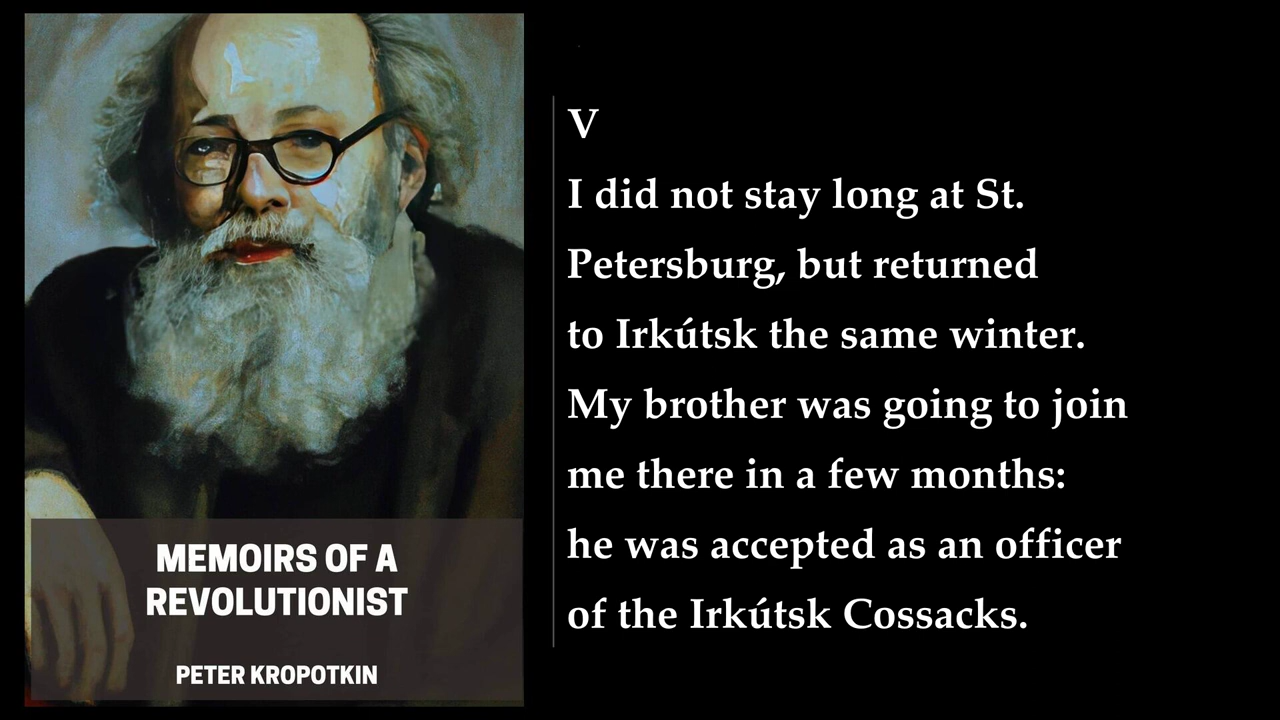 MEMOIRS OF A
REVOLUTIONIST
PETER KROPOTKIN
V
I did not stay long at St.
Petersburg, but returned
to Irkútsk the same winter.
My brother was going to join
me there in a few months:
he was accepted as an officer
of the Irkútsk Cossacks.